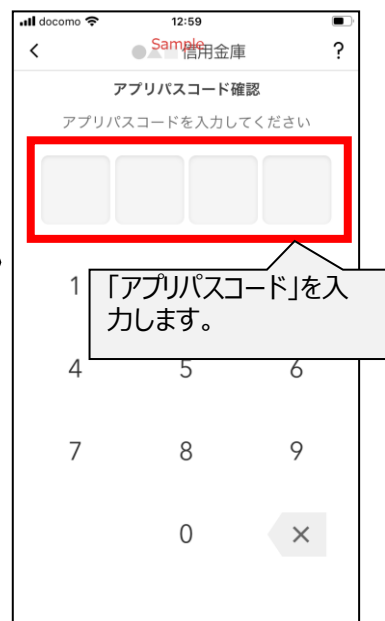 docomo 12:59
Sample
●▲■信用金庫 ?
アプリパスコード確認
アプリパスコードを入力してください
1
「アプリパスコード」を入
力します。
4 5 6
7 8 9
0